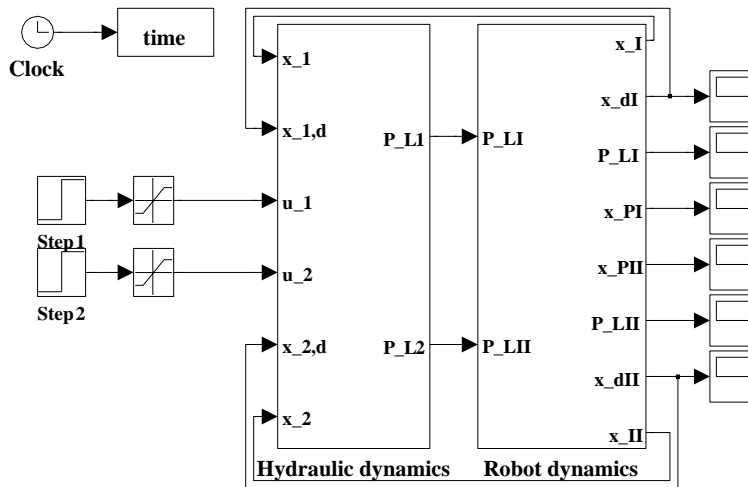 time
Clock
x_1
x_1,d
u_1
u_2
x_2,d
x_2
P_L1
P_L2
Hydraulic dynamics
P_LI
P_LII
x_I
x_dI
P_LI
x_PI
x_PII
P_LII
x_dII
x_II
Robot dynamics
Step1
Step2